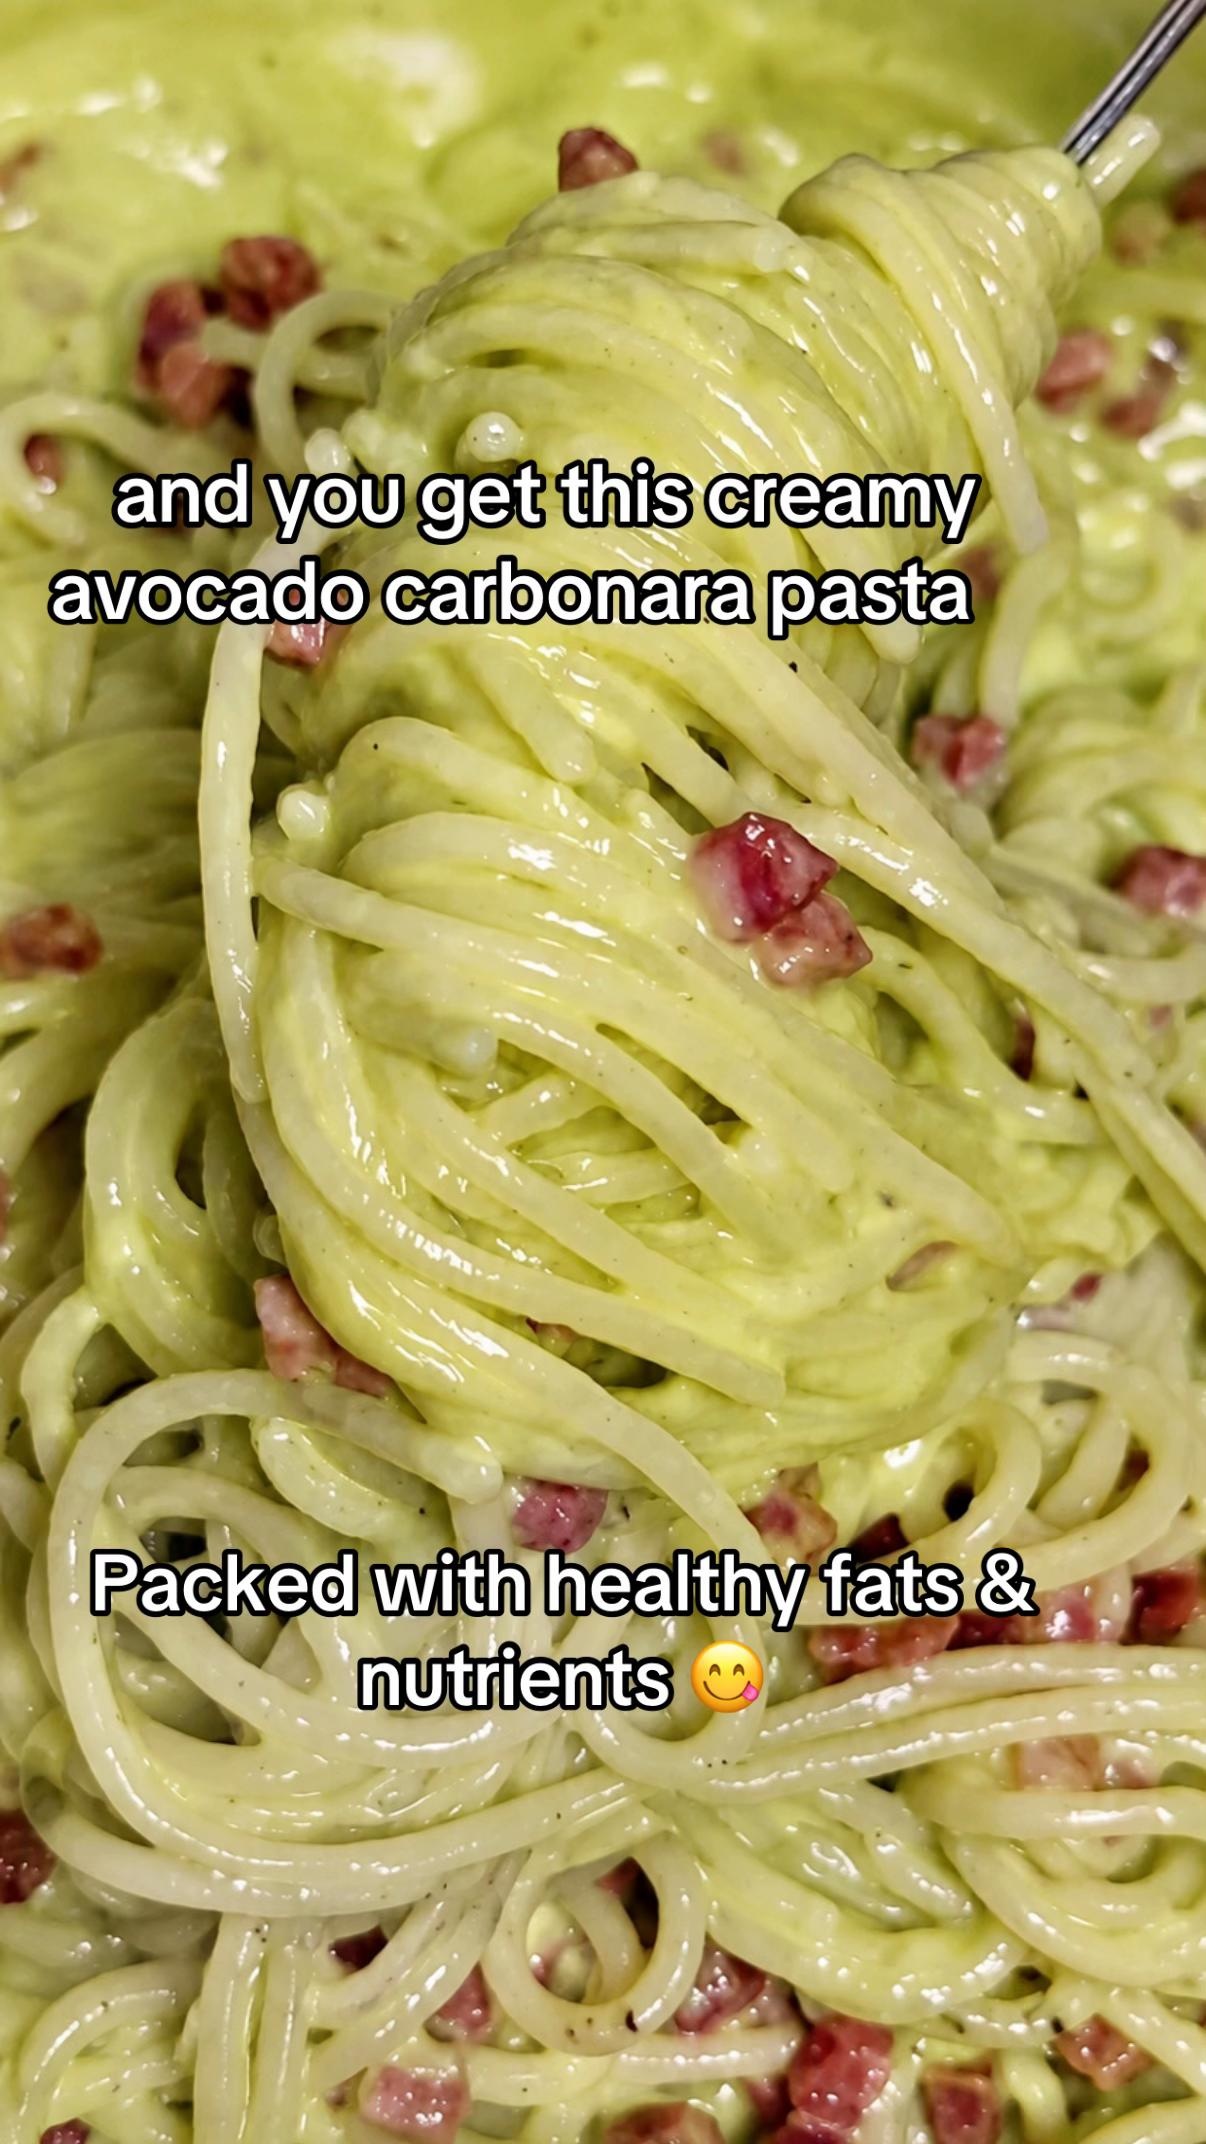 and you get this creamy
avocado carbonara pasta
Packed with healthy fats &
nutrients 😋